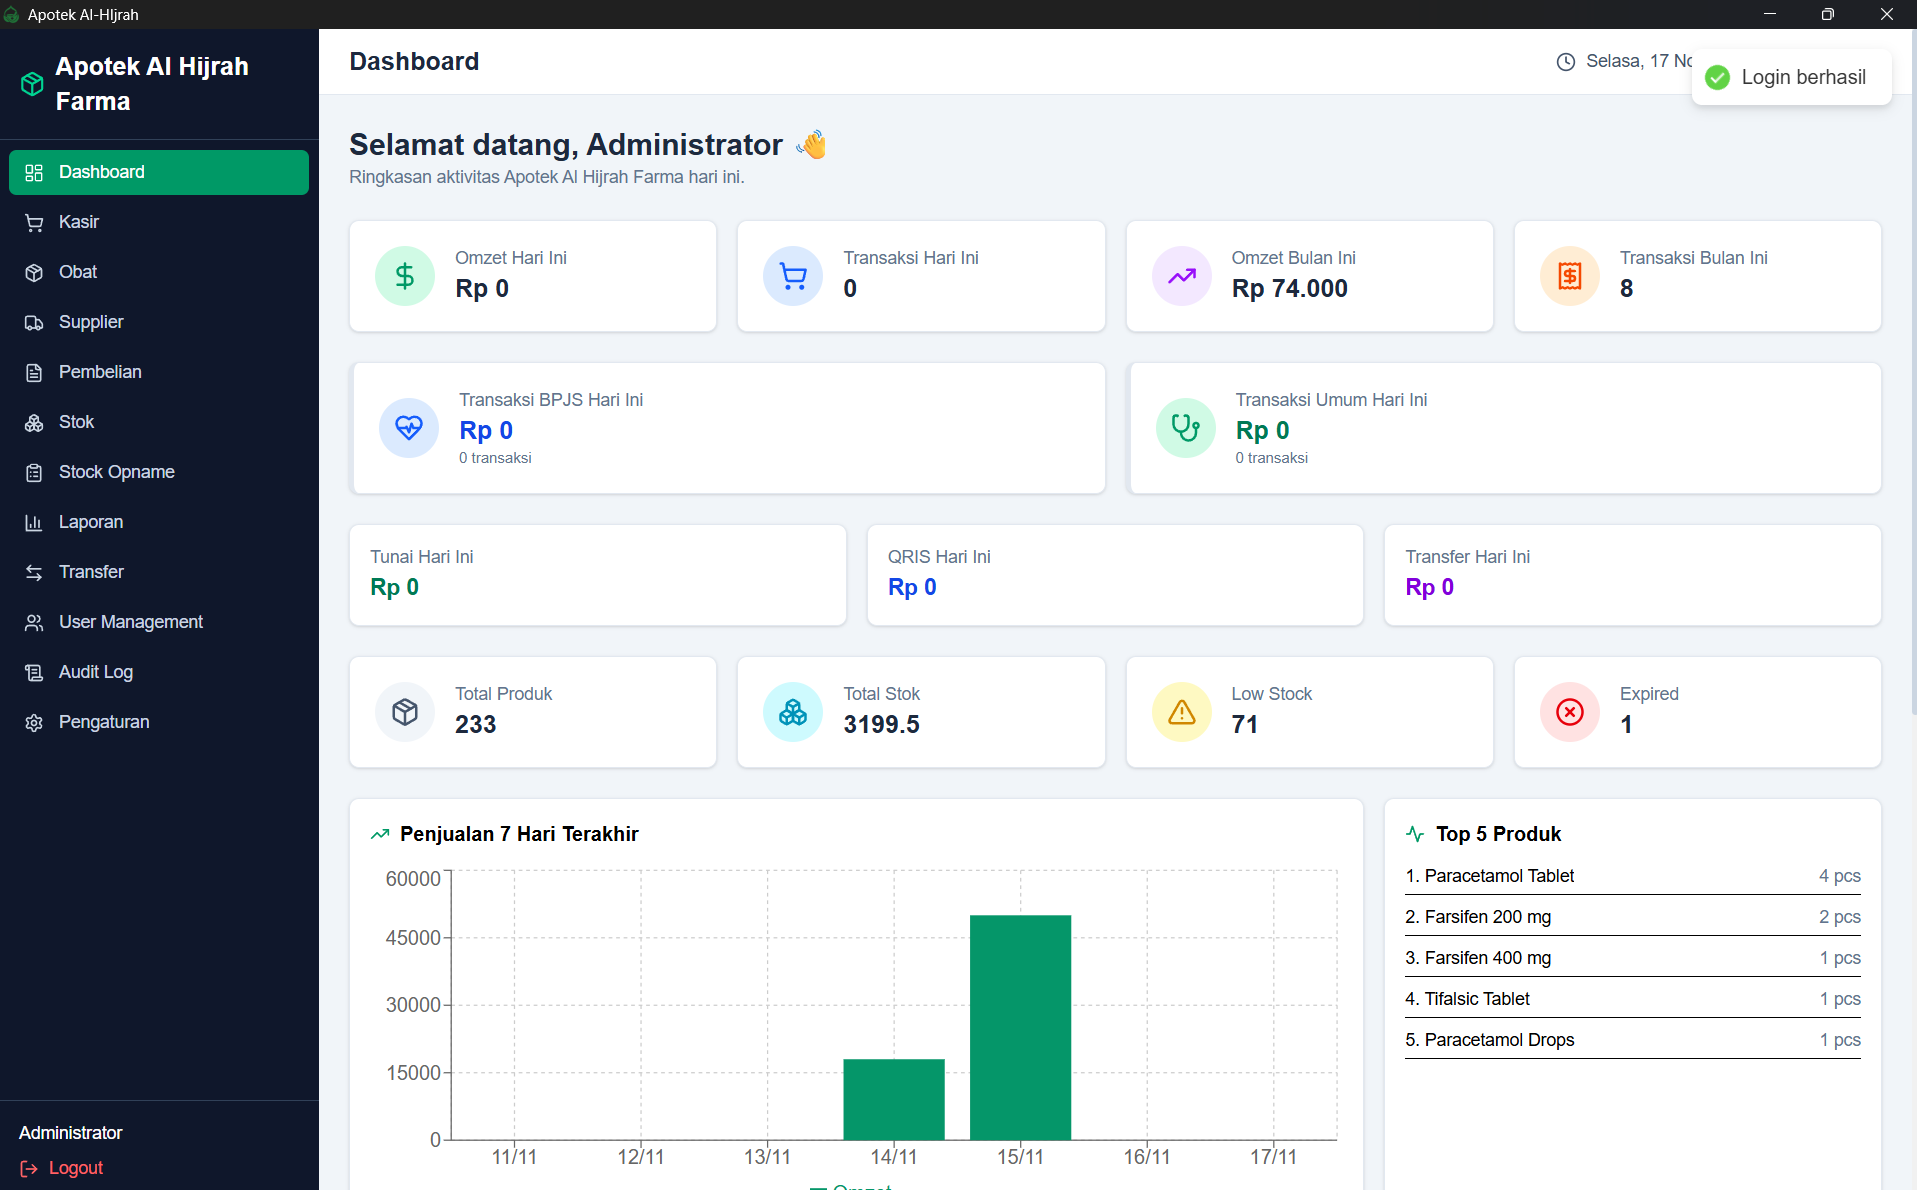 Apotek Al-HIjrah
Apotek Al Hijrah
Farma
Dashboard
Kasir
Obat
Supplier
Pembelian
Stok
Stock Opname
Laporan
Transfer
User Management
Audit Log
Pengaturan
Administrator
Logout
Dashboard
Selasa, 17 No
Login berhasil
Selamat datang, Administrator 👋
Ringkasan aktivitas Apotek Al Hijrah Farma hari ini.
Omzet Hari Ini
Rp 0
Transaksi Hari Ini
0
Omzet Bulan Ini
Rp 74.000
Transaksi Bulan Ini
8
Transaksi BPJS Hari Ini
Rp 0
0 transaksi
Transaksi Umum Hari Ini
Rp 0
0 transaksi
Tunai Hari Ini
Rp 0
QRIS Hari Ini
Rp 0
Transfer Hari Ini
Rp 0
Total Produk
233
Total Stok
3199.5
Low Stock
71
Expired
1
Penjualan 7 Hari Terakhir
60000
45000
30000
15000
0
11/11 12/11 13/11 14/11 15/11 16/11 17/11
Omzet
Top 5 Produk
1. Paracetamol Tablet 4 pcs
2. Farsifen 200 mg 2 pcs
3. Farsifen 400 mg 1 pcs
4. Tifalsic Tablet 1 pcs
5. Paracetamol Drops 1 pcs